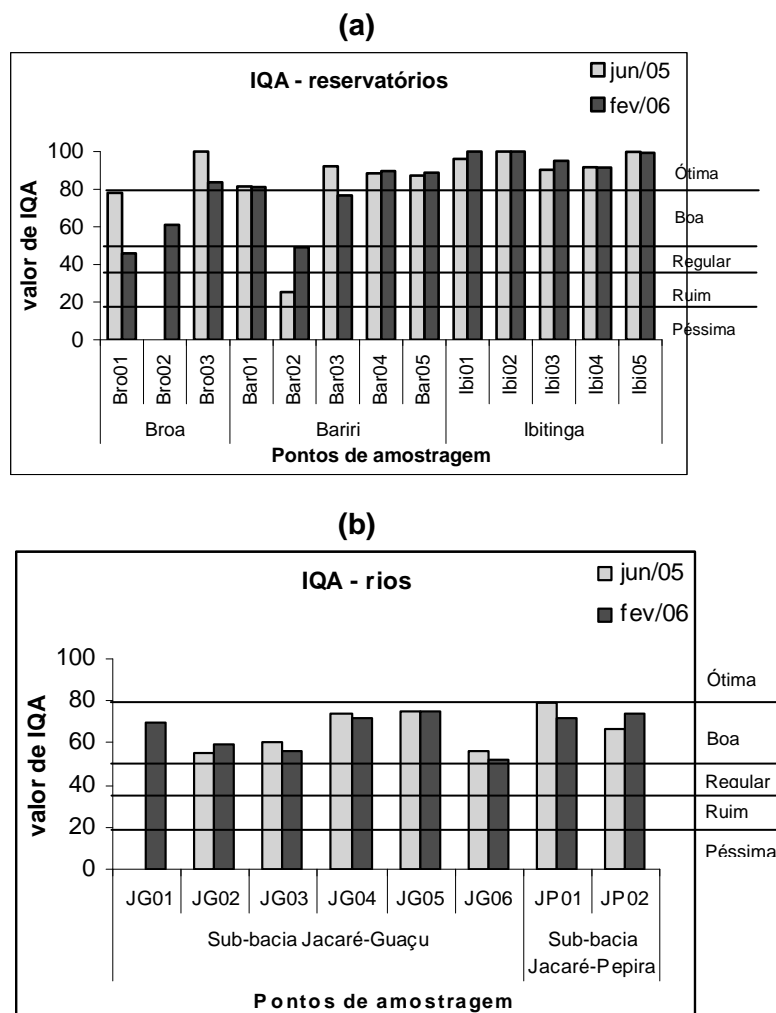 (a)
IQA - reservatórios
jun/05
fev/06
valor de IQA
100
80
60
40
20
0
Ótima
Boa
Regular
Ruim
Péssima
Bro01 Bro02 Bro03 Bar01 Bar02 Bar03 Bar04 Bar05 Ibi01 Ibi02 Ibi03 Ibi04 Ibi05
Broa Bariri Ibitinga
Pontos de amostragem
(b)
IQA - rios
jun/05
fev/06
valor de IQA
100
80
60
40
20
0
Ótima
Boa
Regular
Ruim
Péssima
JG01 JG02 JG03 JG04 JG05 JG06 JP01 JP02
Sub-bacia Jacaré-Guaçu
Sub-bacia
Jacaré-Pepira
Pontos de amostragem